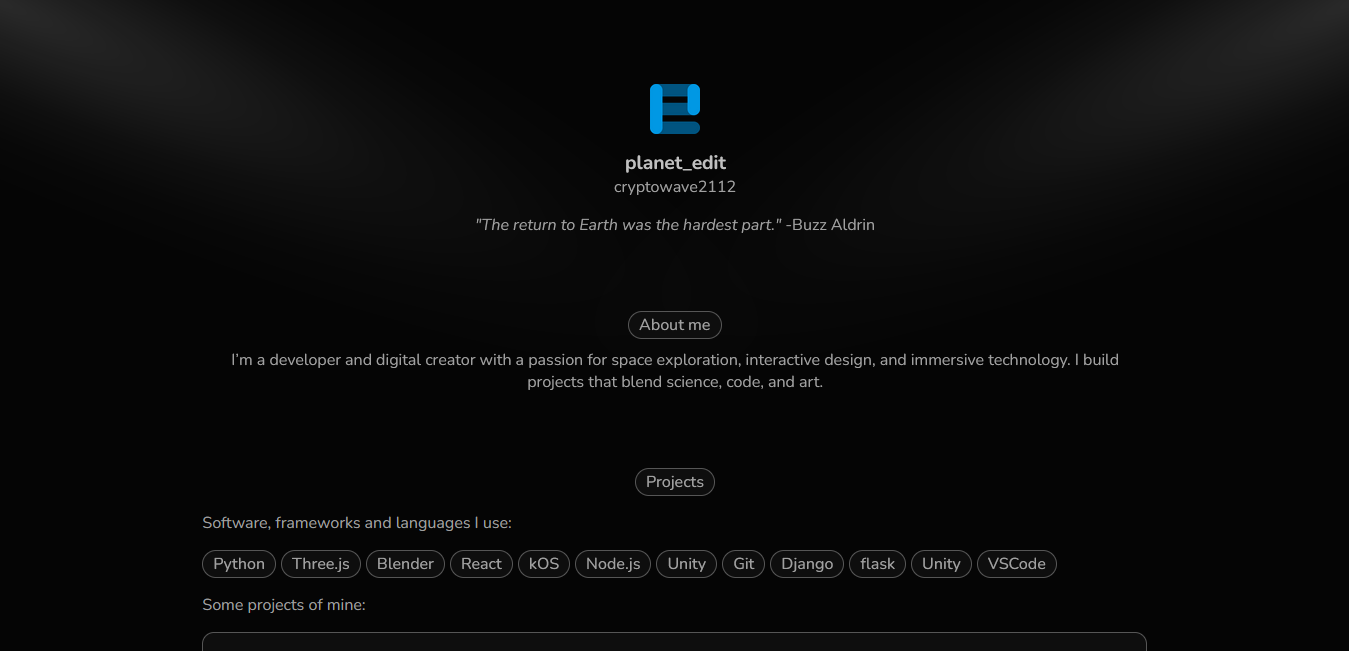 planet_edit
cryptowave2112
"The return to Earth was the hardest part." -Buzz Aldrin
About me
I'm a developer and digital creator with a passion for space exploration, interactive design, and immersive technology. I build
projects that blend science, code, and art.
Projects
Software, frameworks and languages I use:
Python Three.js Blender React kOS Node.js Unity Git Django flask Unity VSCode
Some projects of mine: